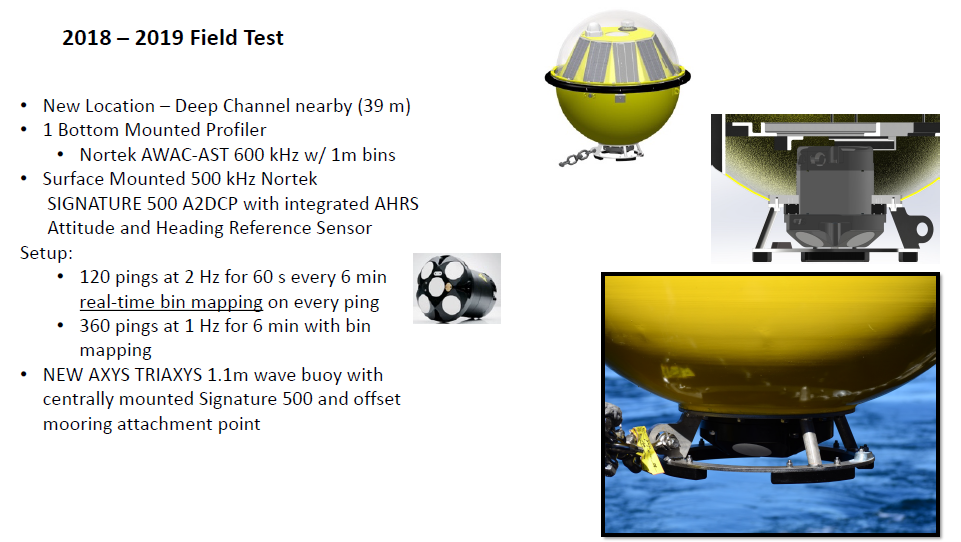 2018 – 2019 Field Test
• New Location – Deep Channel nearby (39 m)
• 1 Bottom Mounted Profiler
• Nortek AWAC-AST 600 kHz w/ 1m bins
• Surface Mounted 500 kHz Nortek
SIGNATURE 500 A2DCP with integrated AHRS
Attitude and Heading Reference Sensor
Setup:
• 120 pings at 2 Hz for 60 s every 6 min
real-time bin mapping on every ping
• 360 pings at 1 Hz for 6 min with bin
mapping
• NEW AXYS TRIAXYS 1.1m wave buoy with
centrally mounted Signature 500 and offset
mooring attachment point